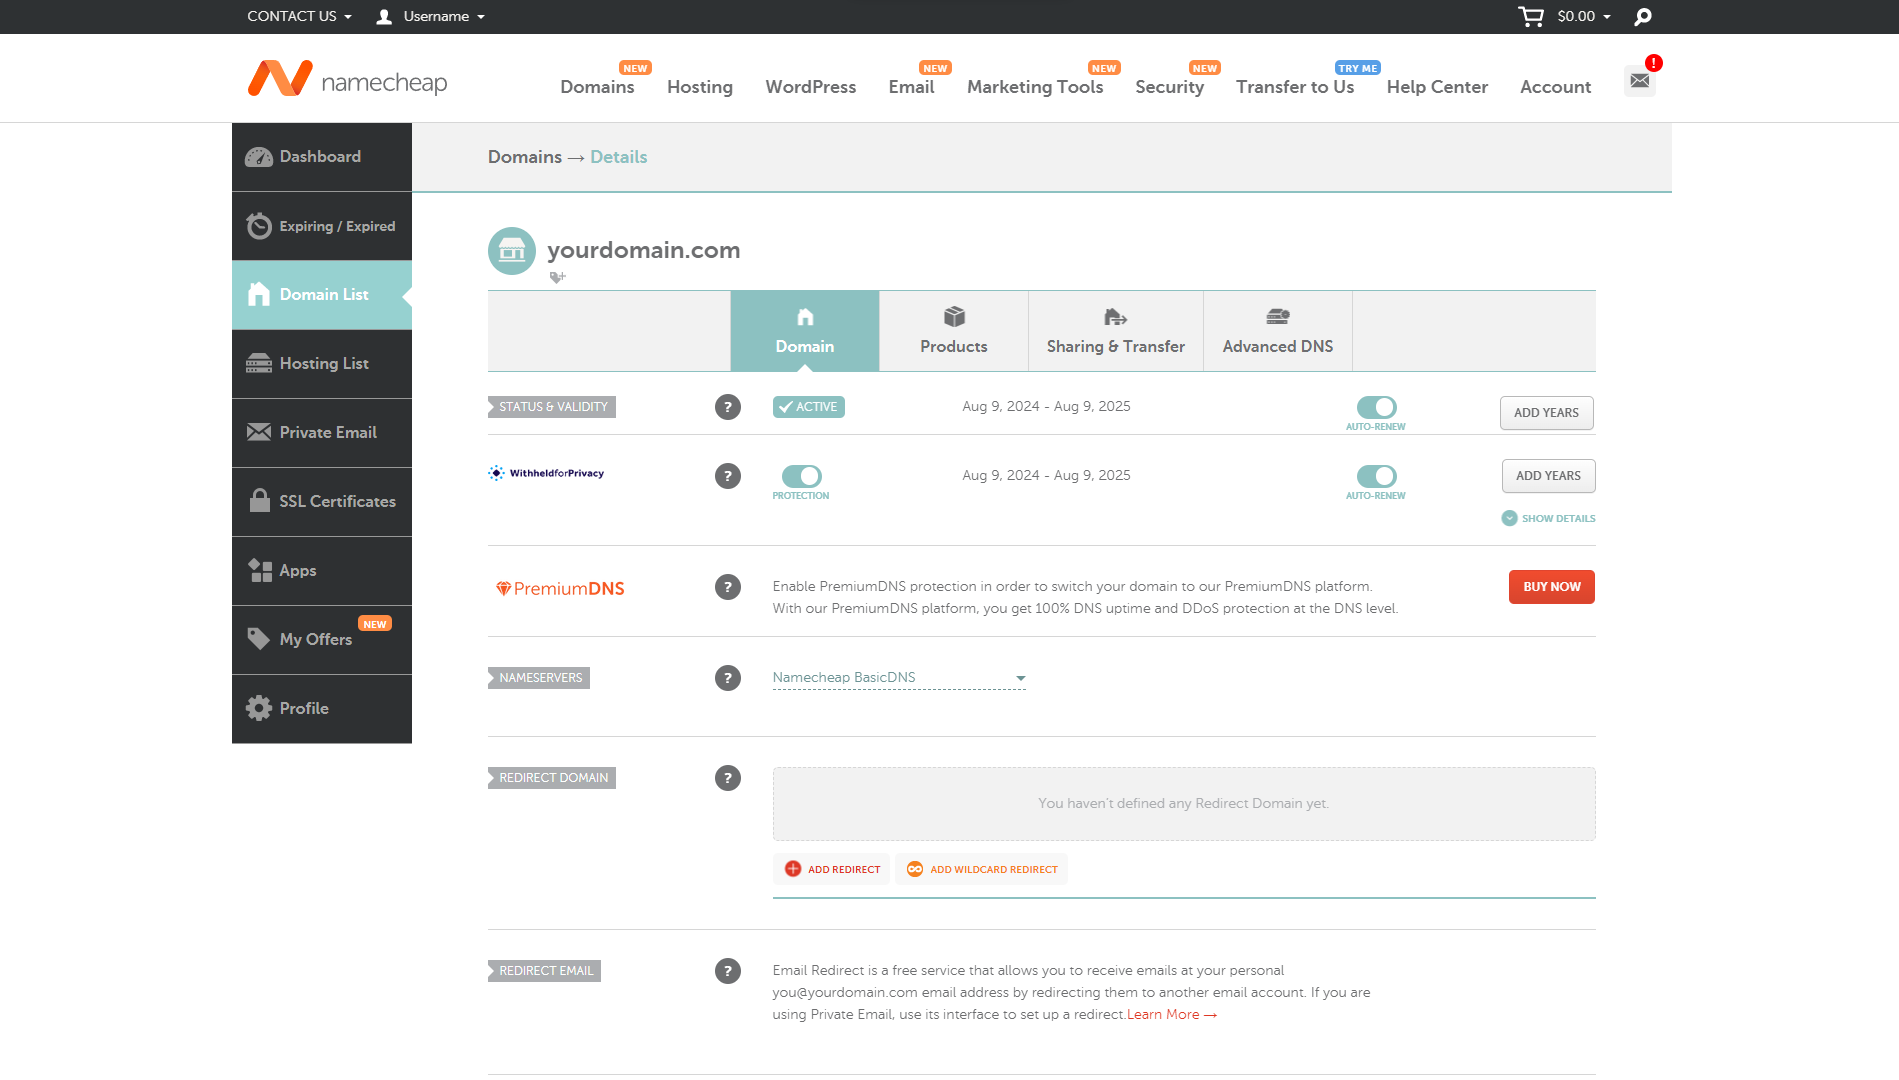 CONTACT US
Username
$0.00
namecheap
NEW
NEW
NEW
NEW
TRY ME
!
Domains
Hosting
WordPress
Email
Marketing Tools
Security
Transfer to Us
Help Center
Account
Dashboard
Expiring / Expired
Domain List
Hosting List
Private Email
SSL Certificates
Apps
My Offers
NEW
Profile
Domains → Details
yourdomain.com
Domain
Products
Sharing & Transfer
Advanced DNS
STATUS & VALIDITY
?
ACTIVE
Aug 9, 2024 - Aug 9, 2025
AUTO-RENEW
ADD YEARS
WithheldforPrivacy
?
PROTECTION
Aug 9, 2024 - Aug 9, 2025
AUTO-RENEW
ADD YEARS
SHOW DETAILS
PremiumDNS
?
Enable PremiumDNS protection in order to switch your domain to our PremiumDNS platform.
With our PremiumDNS platform, you get 100% DNS uptime and DDoS protection at the DNS level.
BUY NOW
NAMESERVERS
?
Namecheap BasicDNS
REDIRECT DOMAIN
?
You haven't defined any Redirect Domain yet.
ADD REDIRECT
ADD WILDCARD REDIRECT
REDIRECT EMAIL
?
Email Redirect is a free service that allows you to receive emails at your personal
you@yourdomain.com email address by redirecting them to another email account. If you are
using Private Email, use its interface to set up a redirect.Learn More →